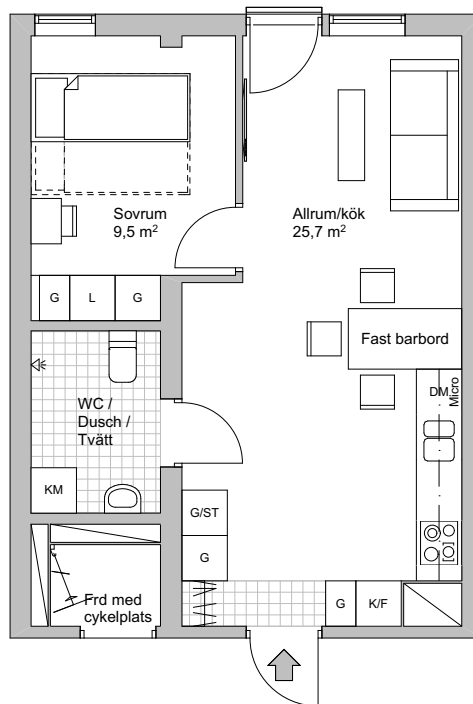 Sovrum
9,5 m²
Allrum/kök
25,7 m²
G
L
G
Fast barbord
DM
Micro
WC /
Dusch /
Tvätt
KM
G/ST
G
Frd med
cykelplats
G
K/F